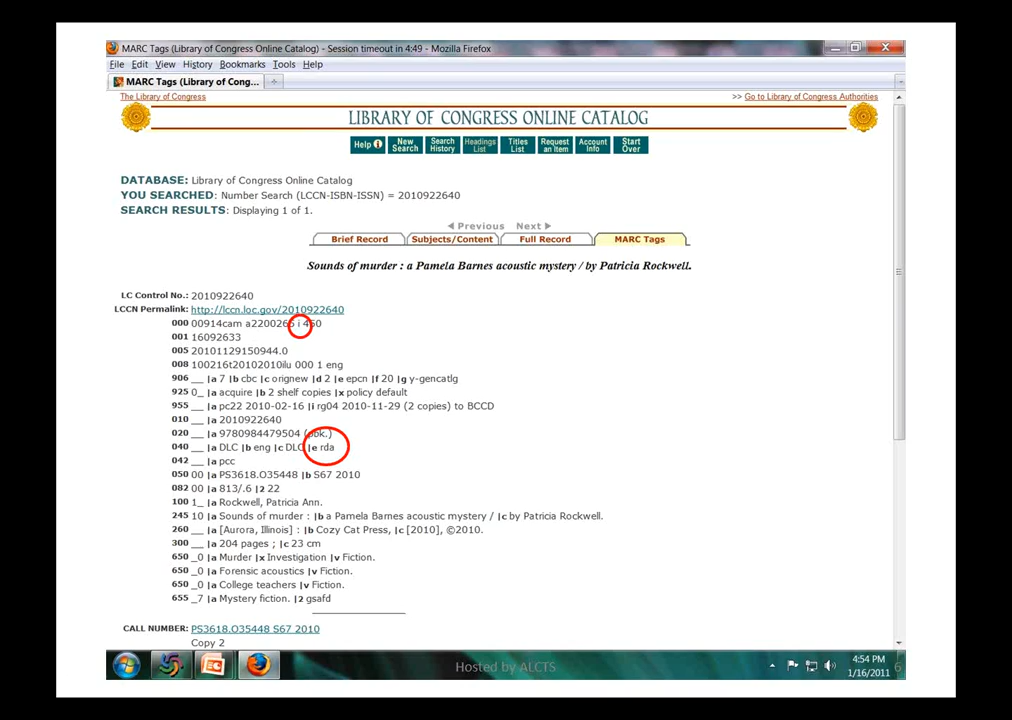 MARC Tags (Library of Congress Online Catalog) - Session timeout in 4:49 - Mozilla Firefox
File Edit View History Bookmarks Tools Help
MARC Tags (Library of Cong...
The Library of Congress >> Go to Library of Congress Authorities
LIBRARY OF CONGRESS ONLINE CATALOG
Help New Search Search History Headings List Titles List Request an Item Account Info Start Over
DATABASE: Library of Congress Online Catalog
YOU SEARCHED: Number Search (LCCN-ISBN-ISSN) = 2010922640
SEARCH RESULTS: Displaying 1 of 1.
Previous Next
Brief Record Subjects/Content Full Record MARC Tags
Sounds of murder : a Pamela Barnes acoustic mystery / by Patricia Rockwell.
LC Control No.: 2010922640
LCCN Permalink: http://lccn.loc.gov/2010922640
000 00914cam a2200265 i 450
001 16092633
005 20101129150944.0
008 100216t20102010ilu 000 1 eng
906 __ |a 7 |b cbc |c orignew |d 2 |e epcn |f 20 |g y-gencatlg
925 0_ |a acquire |b 2 shelf copies |x policy default
955 __ |a pc22 2010-02-16 |i rg04 2010-11-29 (2 copies) to BCCD
010 __ |a 2010922640
020 __ |a 9780984479504 (pbk.)
040 __ |a DLC |b eng |c DLC |e rda
042 __ |a pcc
050 00 |a PS3618.O35448 |b S67 2010
082 00 |a 813/.6 |2 22
100 1_ |a Rockwell, Patricia Ann.
245 10 |a Sounds of murder : |b a Pamela Barnes acoustic mystery / |c by Patricia Rockwell.
260 __ |a [Aurora, Illinois] : |b Cozy Cat Press, |c [2010], ©2010.
300 __ |a 204 pages ; |c 23 cm
650 _0 |a Murder |x Investigation |v Fiction.
650 _0 |a Forensic acoustics |v Fiction.
650 _0 |a College teachers |v Fiction.
655 _7 |a Mystery fiction. |2 gsafd
CALL NUMBER: PS3618.O35448 S67 2010
Copy 2
Hosted by ALCTS
4:54 PM
1/16/2011
6